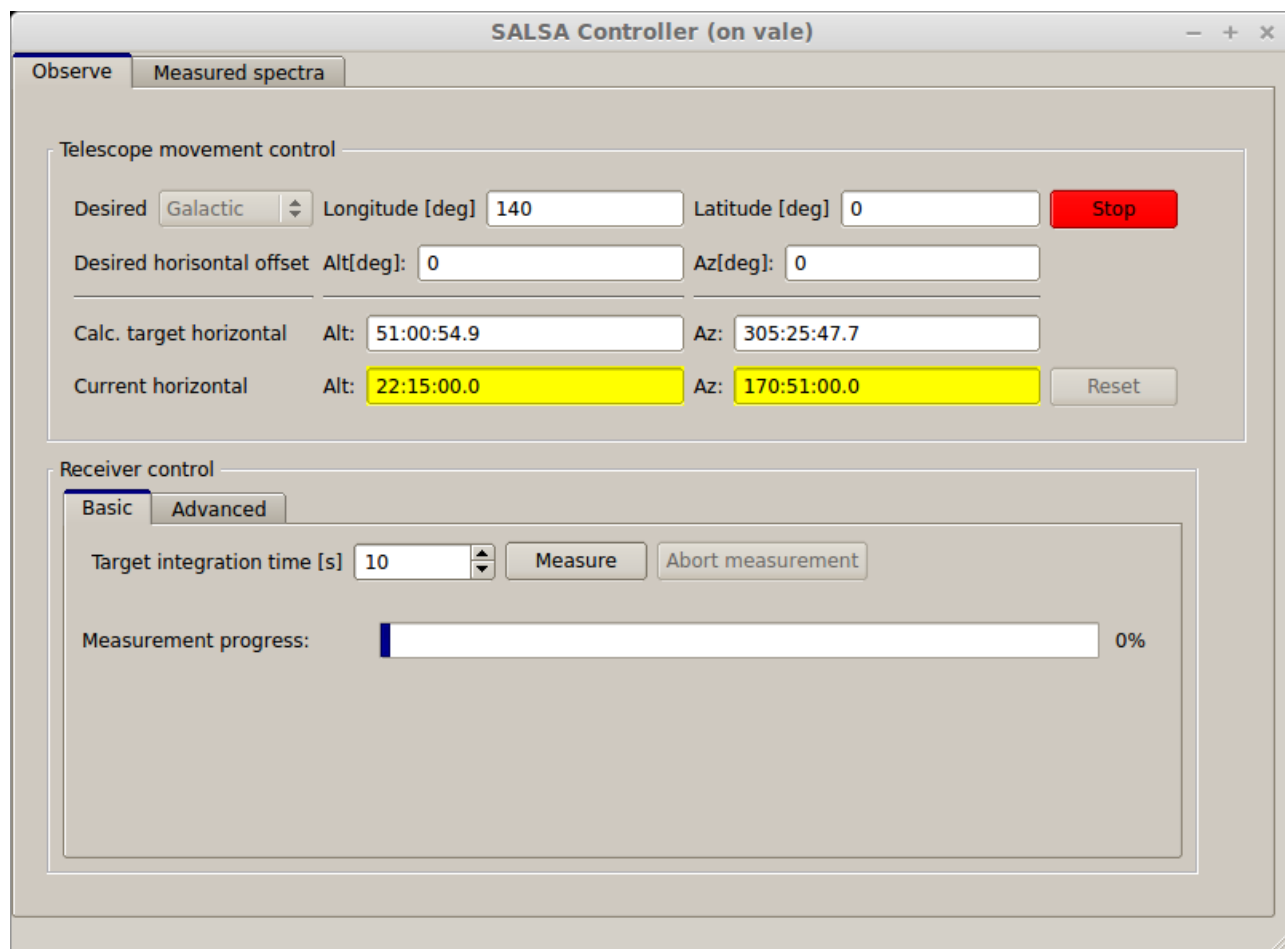 SALSA Controller (on vale)
Observe Measured spectra
Telescope movement control
Desired Galactic Longitude [deg] 140 Latitude [deg] 0 Stop
Desired horisontal offset Alt[deg]: 0 Az[deg]: 0
Calc. target horizontal Alt: 51:00:54.9 Az: 305:25:47.7
Current horizontal Alt: 22:15:00.0 Az: 170:51:00.0 Reset
Receiver control
Basic Advanced
Target integration time [s] 10 Measure Abort measurement
Measurement progress: 0%